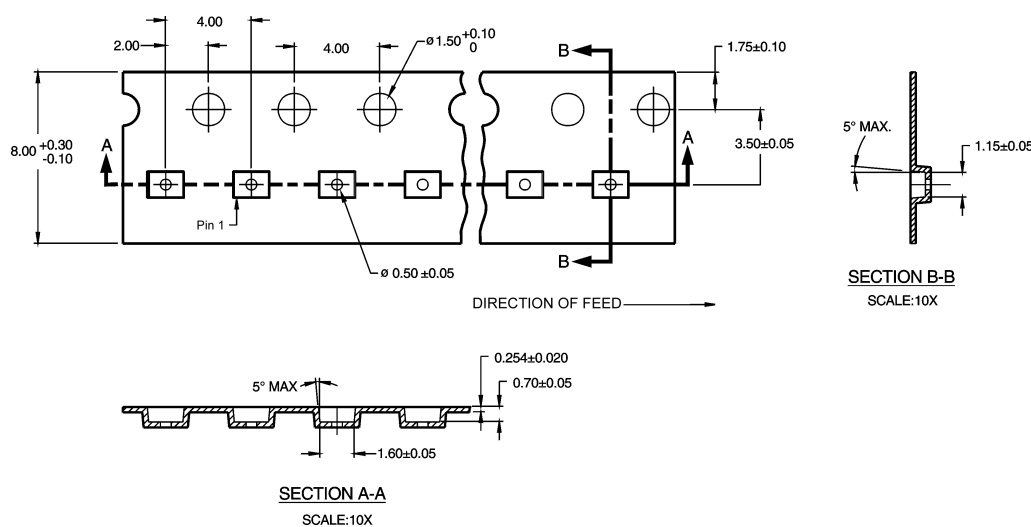 4.00
2.00
4.00
ø1.50 +0.10
0
B
1.75±0.10
8.00 +0.30
-0.10
A
A
3.50±0.05
5° MAX.
1.15±0.05
Pin 1
ø 0.50 ±0.05
B
DIRECTION OF FEED
SECTION B-B
SCALE:10X
0.254±0.020
0.70±0.05
5° MAX
1.60±0.05
SECTION A-A
SCALE:10X